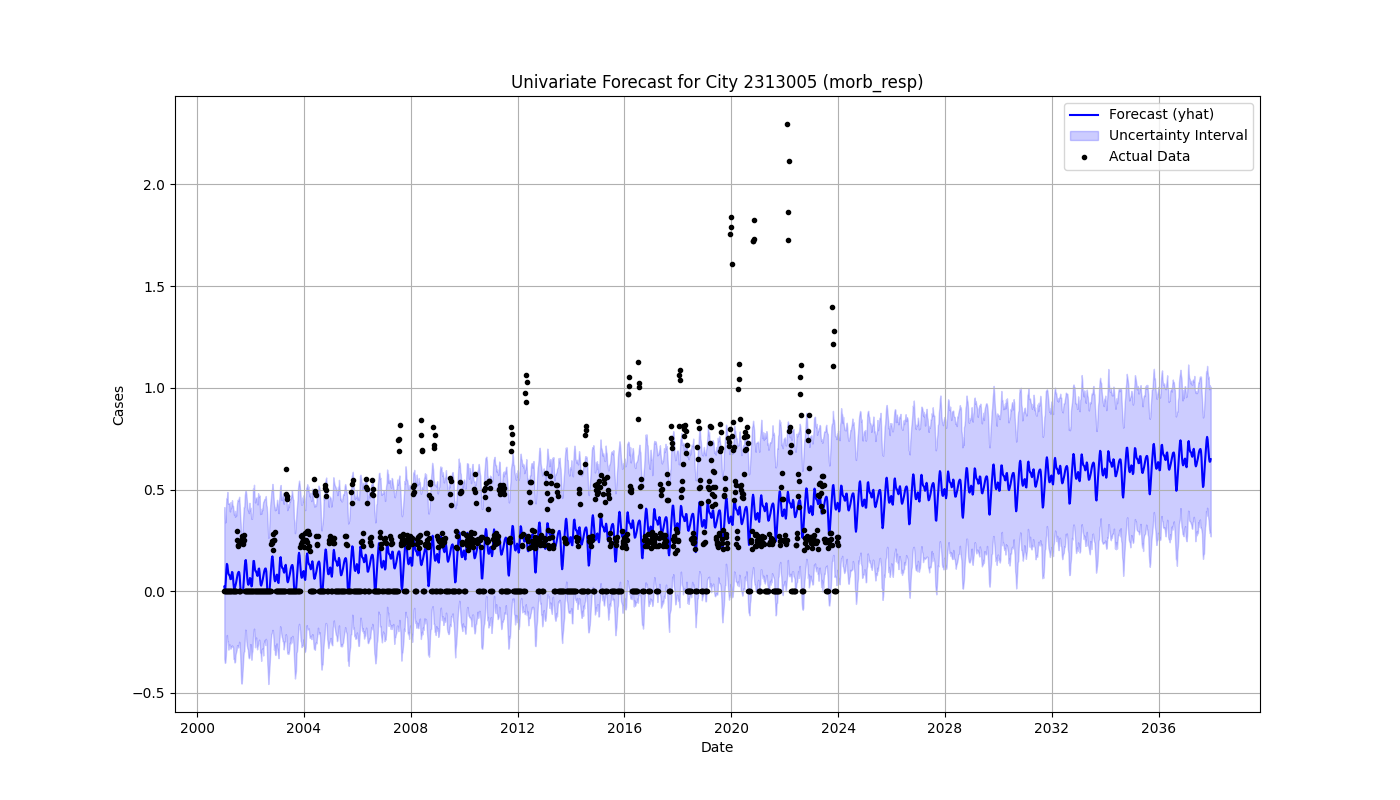 Univariate Forecast for City 2313005 (morb_resp)
Forecast (yhat)
Uncertainty Interval
Actual Data
2.0
1.5
1.0
0.5
0.0
−0.5
Cases
2000 2004 2008 2012 2016 2020 2024 2028 2032 2036
Date